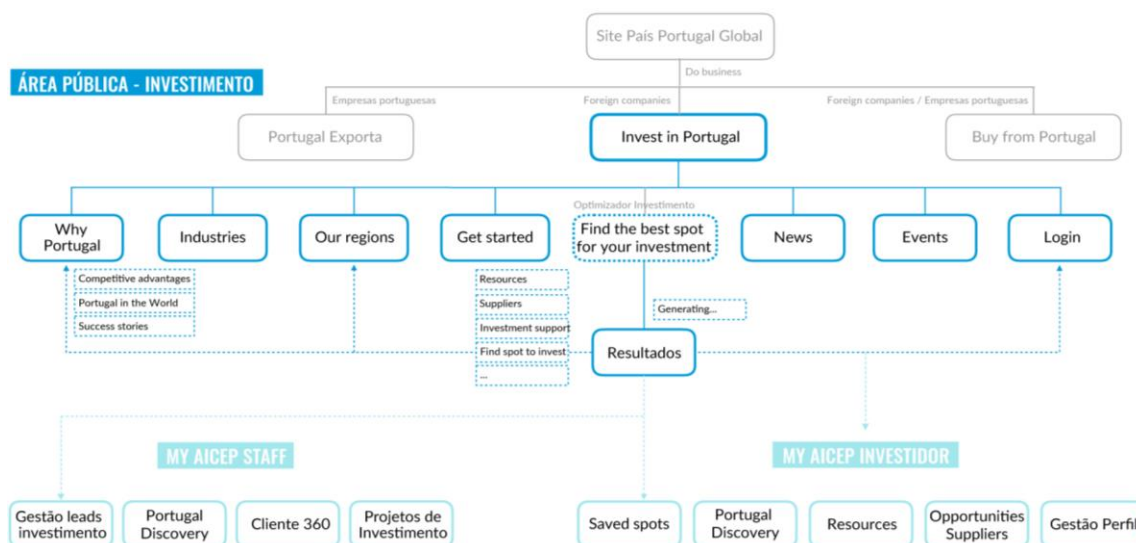 Site País Portugal Global
Do business
ÁREA PÚBLICA - INVESTIMENTO
Empresas portuguesas
Foreign companies
Foreign companies / Empresas portuguesas
Portugal Exporta
Invest in Portugal
Buy from Portugal
Optimizador Investimento
Why
Portugal
Industries
Our regions
Get started
Find the best spot
for your investment
News
Events
Login
Competitive advantages
Portugal in the World
Success stories
Resources
Suppliers
Investment support
Find spot to invest
...
Generating...
Resultados
MY AICEP STAFF
MY AICEP INVESTIDOR
Gestão leads
investimento
Portugal
Discovery
Cliente 360
Projetos de
Investimento
Saved spots
Portugal
Discovery
Resources
Opportunities
Suppliers
Gestão Perfil